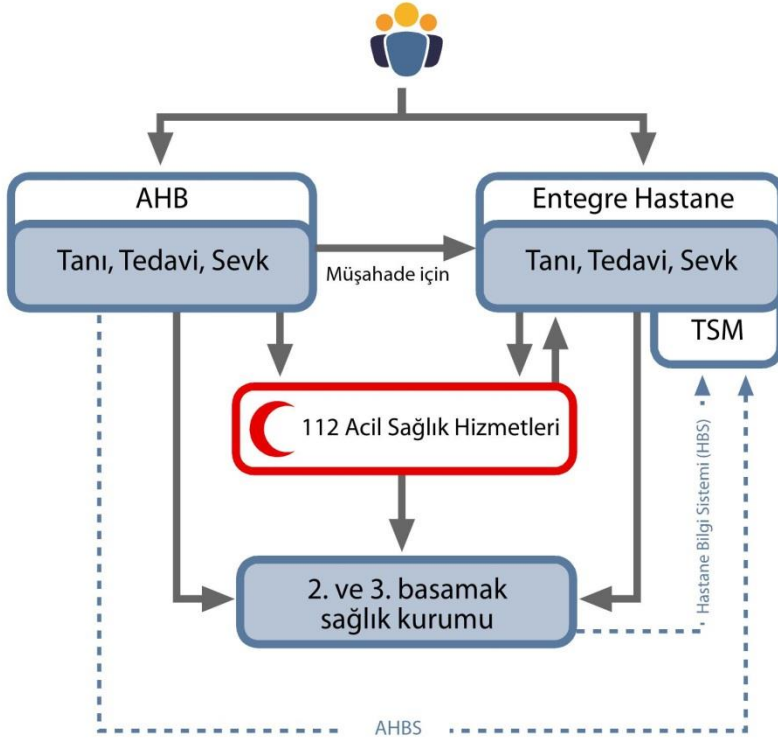 AHB
Entegre Hastane
Tanı, Tedavi, Sevk
Müşahade için
Tanı, Tedavi, Sevk
TSM
112 Acil Sağlık Hizmetleri
Hastane Bilgi Sistemi (HBS)
2. ve 3. basamak
sağlık kurumu
AHBS